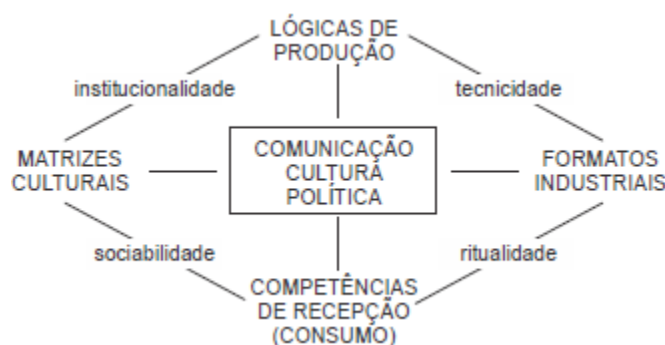 LÓGICAS DE
PRODUÇÃO
institucionalidade
tecnicidade
MATRIZES
CULTURAIS
COMUNICAÇÃO
CULTURA
POLÍTICA
FORMATOS
INDUSTRIAIS
sociabilidade
ritualidade
COMPETÊNCIAS
DE RECEPÇÃO
(CONSUMO)